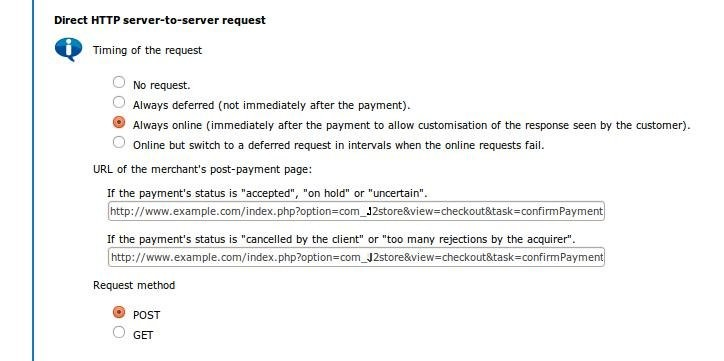 Direct HTTP server-to-server request
Timing of the request
No request.
Always deferred (not immediately after the payment).
Always online (immediately after the payment to allow customisation of the response seen by the customer).
Online but switch to a deferred request in intervals when the online requests fail.
URL of the merchant's post-payment page:
If the payment's status is "accepted", "on hold" or "uncertain".
http://www.example.com/index.php?option=com_J2store&view=checkout&task=confirmPayment
If the payment's status is "cancelled by the client" or "too many rejections by the acquirer".
http://www.example.com/index.php?option=com_J2store&view=checkout&task=confirmPayment
Request method
POST
GET